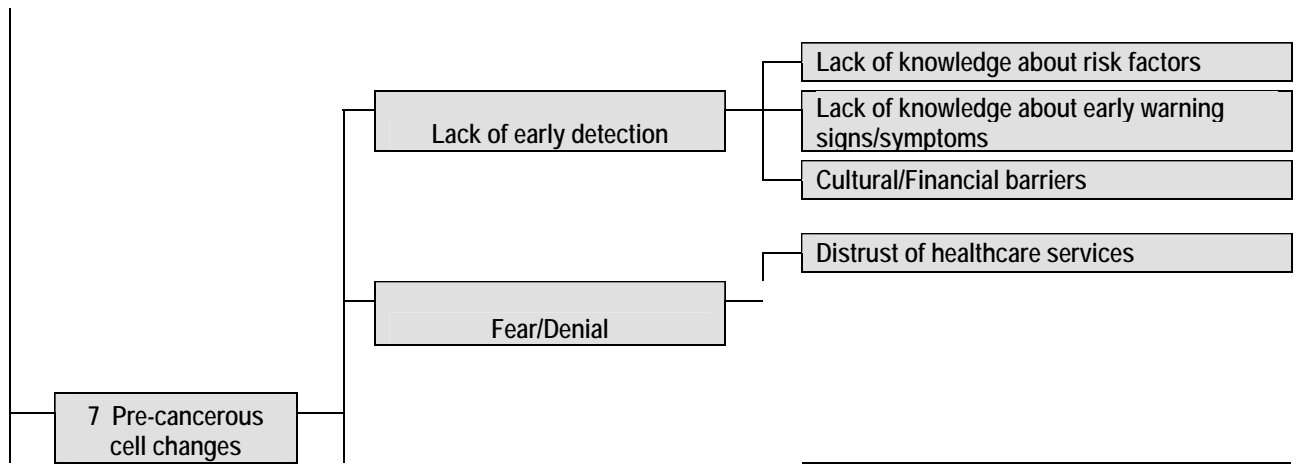 Lack of knowledge about risk factors
Lack of early detection
Lack of knowledge about early warning
signs/symptoms
Cultural/Financial barriers
Distrust of healthcare services
Fear/Denial
7 Pre-cancerous
cell changes